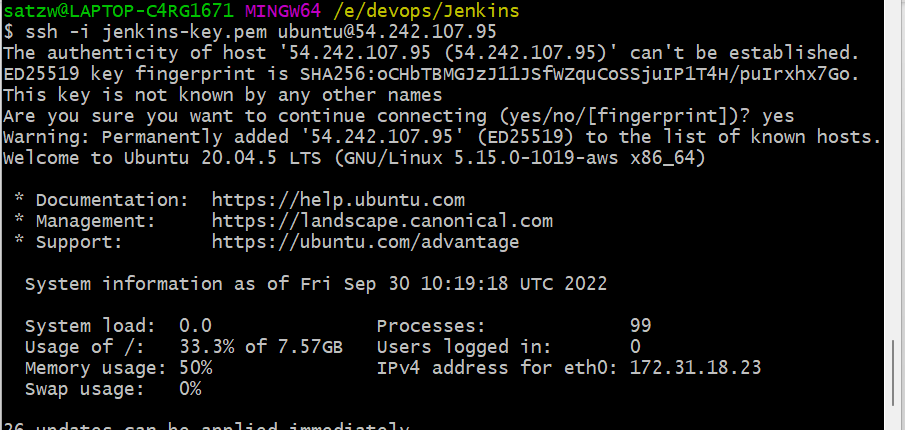 satzw@LAPTOP-C4RG1671 MINGW64 /e/devops/Jenkins
$ ssh -i jenkins-key.pem ubuntu@54.242.107.95
The authenticity of host '54.242.107.95 (54.242.107.95)' can't be established.
ED25519 key fingerprint is SHA256:oCHbTBMGJzJ11JSfWZquCoSSjuIP1T4H/puIrxhx7Go.
This key is not known by any other names
Are you sure you want to continue connecting (yes/no/[fingerprint])? yes
Warning: Permanently added '54.242.107.95' (ED25519) to the list of known hosts.
Welcome to Ubuntu 20.04.5 LTS (GNU/Linux 5.15.0-1019-aws x86_64)
* Documentation: https://help.ubuntu.com
* Management: https://landscape.canonical.com
* Support: https://ubuntu.com/advantage
System information as of Fri Sep 30 10:19:18 UTC 2022
System load: 0.0 Processes: 99
Usage of /: 33.3% of 7.57GB Users logged in: 0
Memory usage: 50% IPv4 address for eth0: 172.31.18.23
Swap usage: 0%
26 updates can be applied immediately